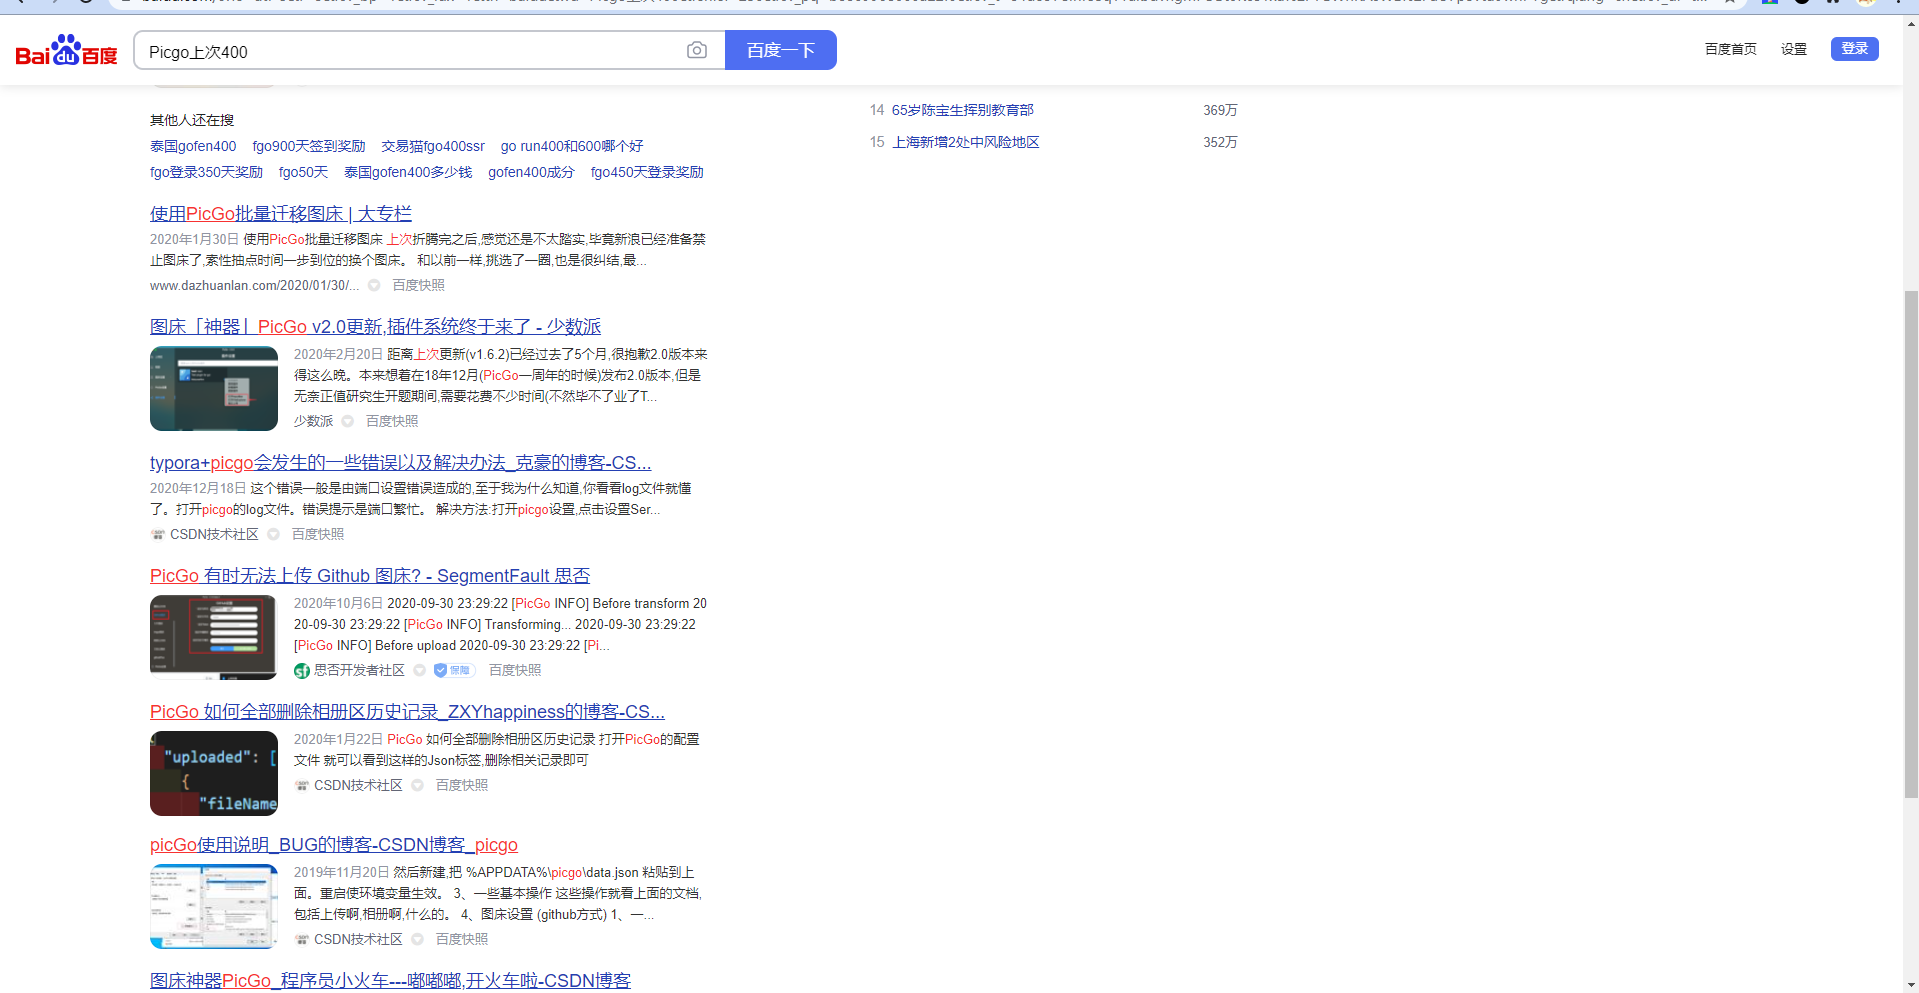 Bai du 百度
Picgo上次400
百度一下
百度首页 设置 登录
其他人还在搜
泰国gofen400 fgo900天签到奖励 交易猫fgo400ssr go run400和600哪个好
fgo登录350天奖励 fgo50天 泰国gofen400多少钱 gofen400成分 fgo450天登录奖励
使用PicGo批量迁移图床 | 大专栏
2020年1月30日 使用PicGo批量迁移图床 上次折腾完之后,感觉还是不太踏实,毕竟新浪已经准备禁
止图床了,索性抽点时间一步到位的换个图床。 和以前一样,挑选了一圈,也是很纠结,最...
www.dazhuanlan.com/2020/01/30/... 百度快照
图床「神器」PicGo v2.0更新,插件系统终于来了 - 少数派
2020年2月20日 距离上次更新(v1.6.2)已经过去了5个月,很抱歉2.0版本来
得这么晚。本来想着在18年12月(PicGo一周年的时候)发布2.0版本,但是
无奈正值研究生开题期间,需要花费不少时间(不然毕不了业了T...
少数派 百度快照
typora+picgo会发生的一些错误以及解决办法_克豪的博客-CS...
2020年12月18日 这个错误一般是由端口设置错误造成的,至于我为什么知道,你看看log文件就懂
了。打开picgo的log文件。错误提示是端口繁忙。 解决方法:打开picgo设置,点击设置Ser...
CSDN技术社区 百度快照
PicGo 有时无法上传 Github 图床? - SegmentFault 思否
2020年10月6日 2020-09-30 23:29:22 [PicGo INFO] Before transform 20
20-09-30 23:29:22 [PicGo INFO] Transforming... 2020-09-30 23:29:22
[PicGo INFO] Before upload 2020-09-30 23:29:22 [Pi...
sf 思否开发者社区 保障 百度快照
PicGo 如何全部删除相册区历史记录_ZXYhappiness的博客-CS...
"uploaded": [
{
"fileName
2020年1月22日 PicGo 如何全部删除相册区历史记录 打开PicGo的配置
文件 就可以看到这样的Json标签,删除相关记录即可
CSDN技术社区 百度快照
picGo使用说明_BUG的博客-CSDN博客_picgo
2019年11月20日 然后新建,把 %APPDATA%\picgo\data.json 粘贴到上
面。重启使环境变量生效。 3、一些基本操作 这些操作就看上面的文档,
包括上传啊,相册啊,什么的。 4、图床设置 (github方式) 1、一...
CSDN技术社区 百度快照
图床神器PicGo_程序员小火车---嘟嘟嘟,开火车啦-CSDN博客
14 65岁陈宝生挥别教育部 369万
15 上海新增2处中风险地区 352万